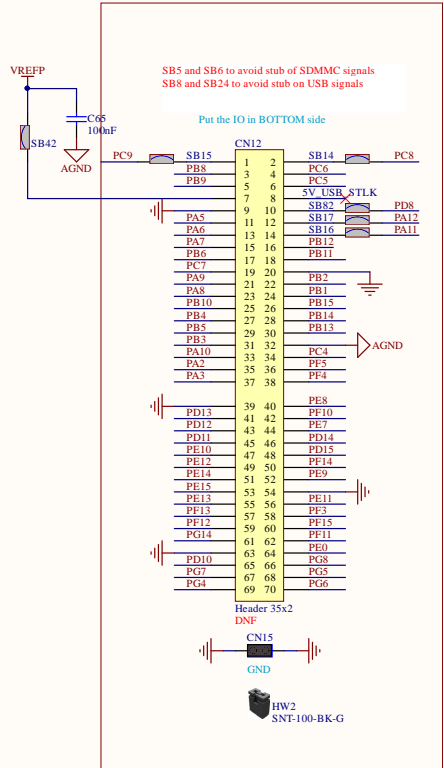 SB5 and SB6 to avoid stub of SDMMC signals
SB8 and SB24 to avoid stub on USB signals
VREFP
C65
100nF
SB42
AGND
Put the IO in BOTTOM side
CN12
PC9 SB15 1 2 SB14 PC8
PB8 3 4 PC6
PB9 5 6 PC5
7 8 5V_USB_STLK
9 10 SB82 PD8
PA5 11 12 SB17 PA12
PA6 13 14 SB16 PA11
PA7 15 16 PB12
PB6 17 18 PB11
PC7 19 20
PA9 21 22 PB2
PA8 23 24 PB1
PB10 25 26 PB15
PB4 27 28 PB14
PB5 29 30 PB13
PB3 31 32 AGND
PA10 33 34 PC4
PA2 35 36 PF5
PA3 37 38 PF4
39 40 PE8
PD13 41 42 PF10
PD12 43 44 PE7
PD11 45 46 PD14
PE10 47 48 PD15
PE12 49 50 PF14
PE14 51 52 PE9
PE15 53 54
PE13 55 56 PE11
PF13 57 58 PF3
PF12 59 60 PF15
PG14 61 62 PF11
63 64 PE0
PD10 65 66 PG8
PG7 67 68 PG5
PG4 69 70 PG6
Header 35x2
DNF
CN15
GND
HW2
SNT-100-BK-G